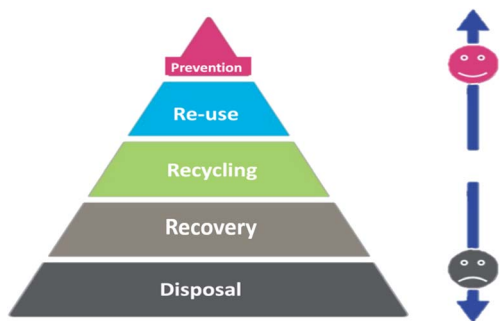 Prevention
Re-use
Recycling
Recovery
Disposal